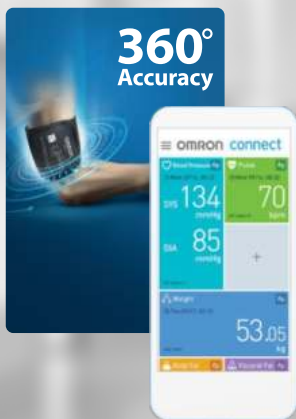 360°
Accuracy
OMRON connect
Blood Pressure
Pulse
SYS 134
mmHg
70
bpm
DIA 85
mmHg
+
Weight
53.05
kg
Body Fat
Visceral Fat